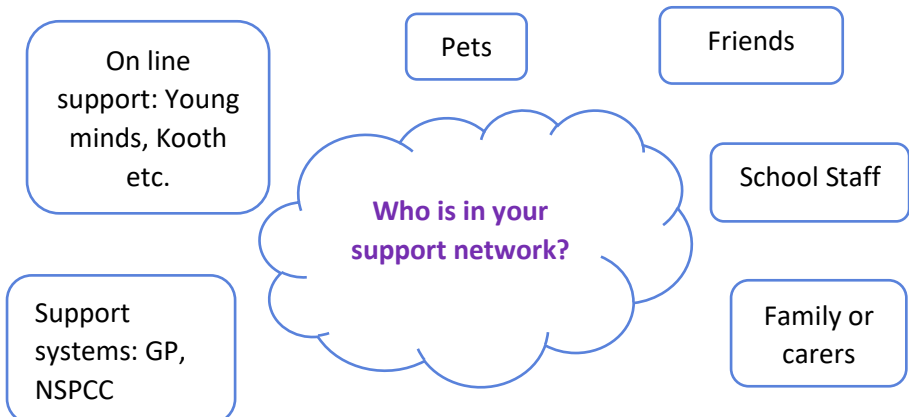 On line
support: Young
minds, Kooth
etc.
Pets
Friends
School Staff
Who is in your
support network?
Support
systems: GP,
NSPCC
Family or
carers